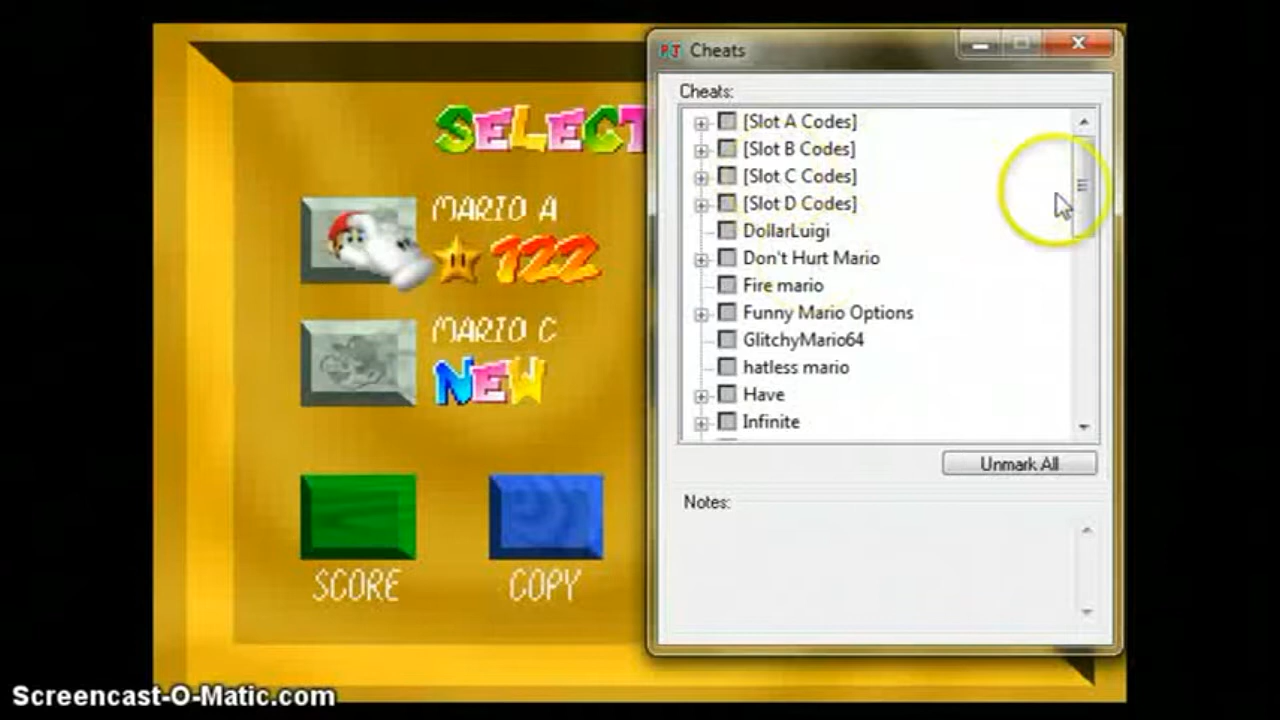 SELECT
MARIO A
122
MARIO C
NEW
SCORE
COPY
Cheats
Cheats:
[Slot A Codes]
[Slot B Codes]
[Slot C Codes]
[Slot D Codes]
DollarLuigi
Don't Hurt Mario
Fire mario
Funny Mario Options
GlitchyMario64
hatless mario
Have
Infinite
Unmark All
Notes:
Screencast-O-Matic.com